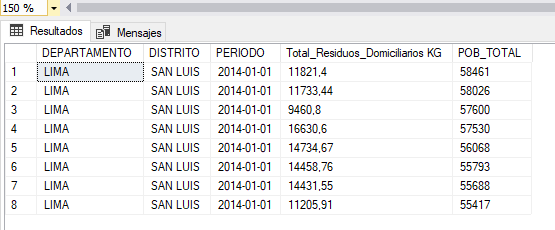 150 %
Resultados Mensajes
DEPARTAMENTO DISTRITO PERIODO Total_Residuos_Domiciliarios KG POB_TOTAL
1 LIMA SAN LUIS 2014-01-01 11821,4 58461
2 LIMA SAN LUIS 2014-01-01 11733,44 58026
3 LIMA SAN LUIS 2014-01-01 9460,8 57600
4 LIMA SAN LUIS 2014-01-01 16630,6 57530
5 LIMA SAN LUIS 2014-01-01 14734,67 56068
6 LIMA SAN LUIS 2014-01-01 14458,76 55793
7 LIMA SAN LUIS 2014-01-01 14431,55 55688
8 LIMA SAN LUIS 2014-01-01 11205,91 55417